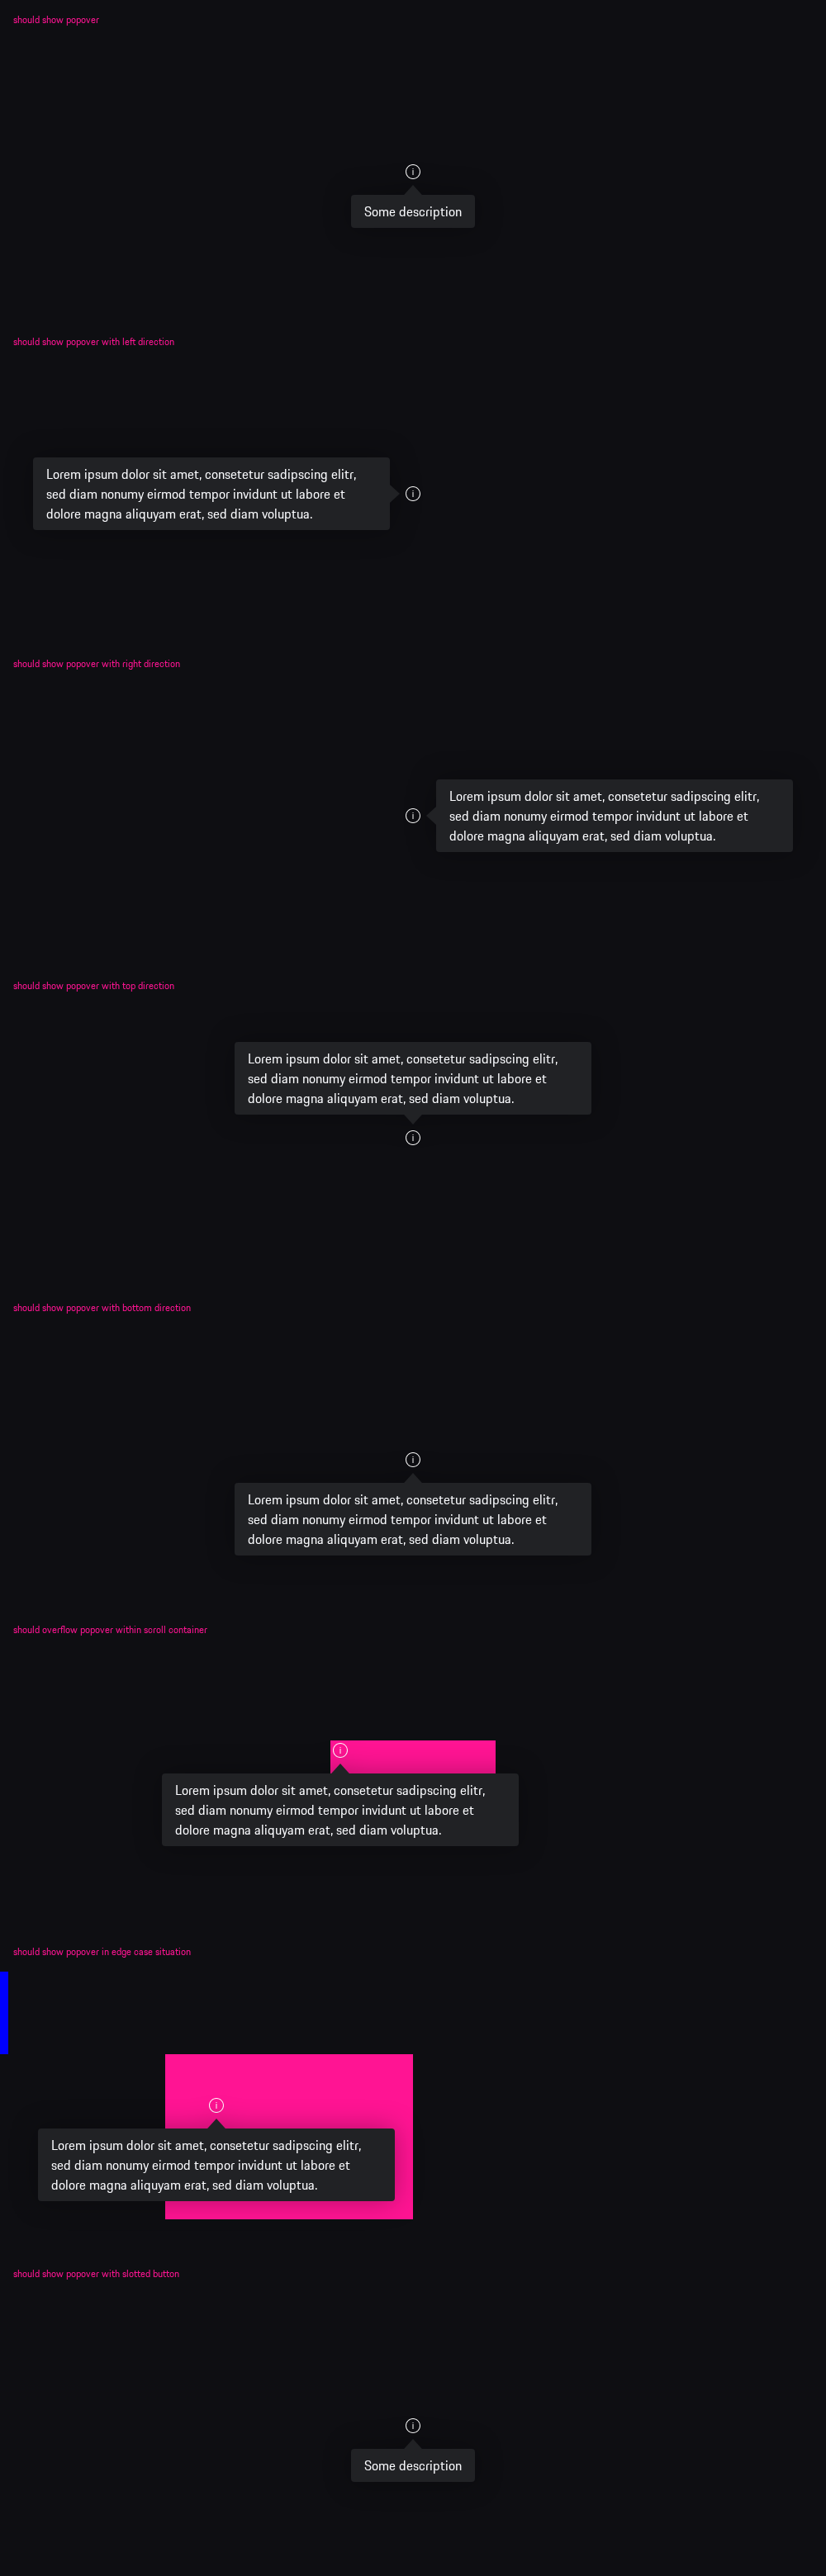 should show popover
i
Some description
should show popover with left direction
Lorem ipsum dolor sit amet, consetetur sadipscing elitr,
sed diam nonumy eirmod tempor invidunt ut labore et
dolore magna aliquyam erat, sed diam voluptua.
i
should show popover with right direction
i
Lorem ipsum dolor sit amet, consetetur sadipscing elitr,
sed diam nonumy eirmod tempor invidunt ut labore et
dolore magna aliquyam erat, sed diam voluptua.
should show popover with top direction
Lorem ipsum dolor sit amet, consetetur sadipscing elitr,
sed diam nonumy eirmod tempor invidunt ut labore et
dolore magna aliquyam erat, sed diam voluptua.
i
should show popover with bottom direction
i
Lorem ipsum dolor sit amet, consetetur sadipscing elitr,
sed diam nonumy eirmod tempor invidunt ut labore et
dolore magna aliquyam erat, sed diam voluptua.
should overflow popover within scroll container
i
Lorem ipsum dolor sit amet, consetetur sadipscing elitr,
sed diam nonumy eirmod tempor invidunt ut labore et
dolore magna aliquyam erat, sed diam voluptua.
should show popover in edge case situation
i
Lorem ipsum dolor sit amet, consetetur sadipscing elitr,
sed diam nonumy eirmod tempor invidunt ut labore et
dolore magna aliquyam erat, sed diam voluptua.
should show popover with slotted button
i
Some description